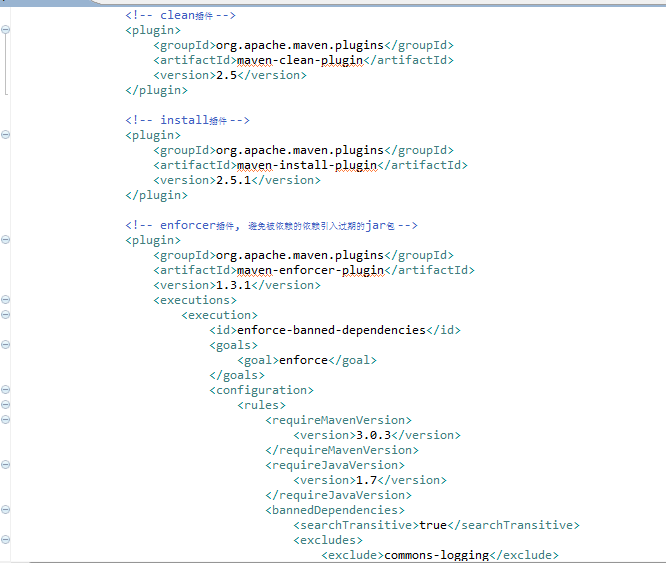 <!-- clean插件 -->
<plugin>
<groupId>org.apache.maven.plugins</groupId>
<artifactId>maven-clean-plugin</artifactId>
<version>2.5</version>
</plugin>
<!-- install插件 -->
<plugin>
<groupId>org.apache.maven.plugins</groupId>
<artifactId>maven-install-plugin</artifactId>
<version>2.5.1</version>
</plugin>
<!-- enforcer插件, 避免被依赖的依赖引入过期的jar包 -->
<plugin>
<groupId>org.apache.maven.plugins</groupId>
<artifactId>maven-enforcer-plugin</artifactId>
<version>1.3.1</version>
<executions>
<execution>
<id>enforce-banned-dependencies</id>
<goals>
<goal>enforce</goal>
</goals>
<configuration>
<rules>
<requireMavenVersion>
<version>3.0.3</version>
</requireMavenVersion>
<requireJavaVersion>
<version>1.7</version>
</requireJavaVersion>
<bannedDependencies>
<searchTransitive>true</searchTransitive>
<excludes>
<exclude>commons-logging</exclude>